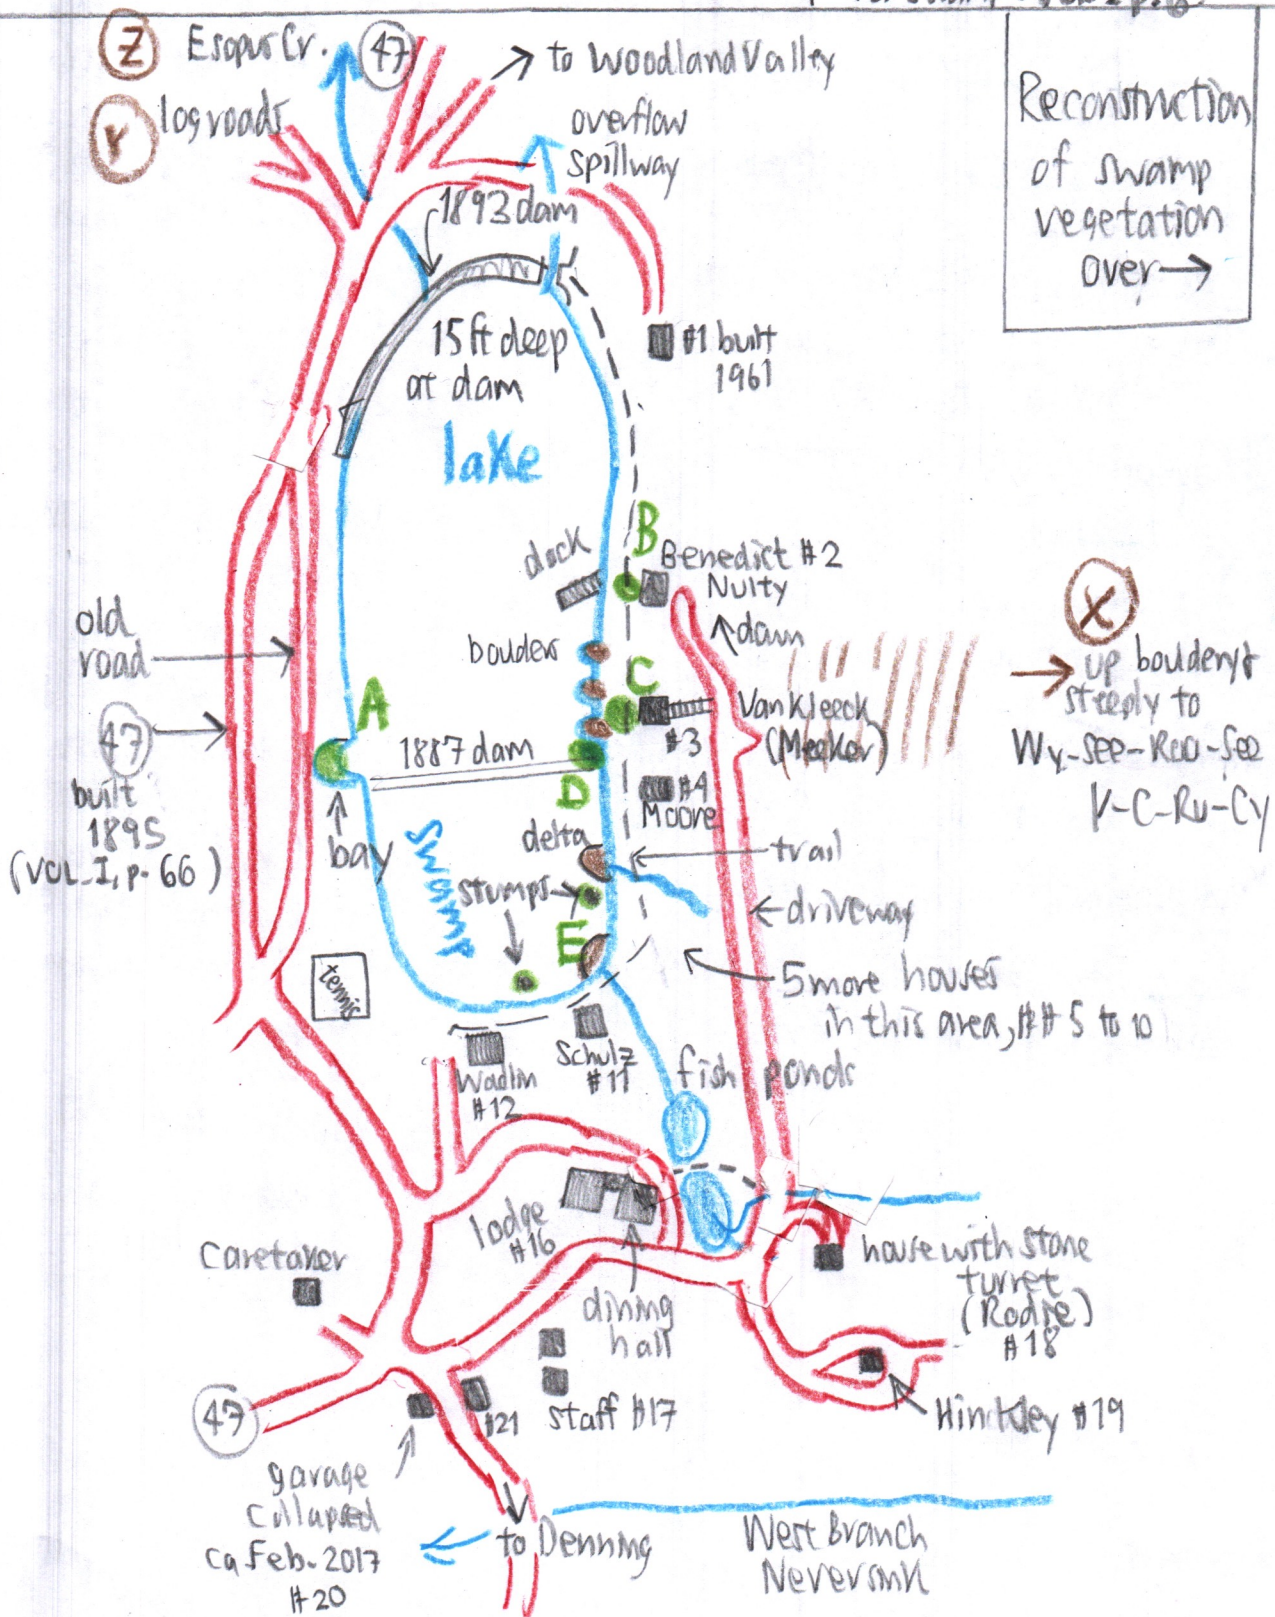 Z
Esopus Cr.
47
to Woodland Valley
Y
log roads
overflow
spillway
Reconstruction
of swamp
vegetation
over→
1893 dam
15 ft deep
at dam
#1 built
1961
lake
dock
B
Benedict #2
Nulty
down
X
old
road
bouders
C
up bouldery &
steeply to
Wy-See-Roo-See
V-C-Ru-Cy
47
A
1887 dam
Van Kleeck
#3
(Meeker)
D
#4
Moore
built
1895
(VOL. I, p. 66)
bay
swamp
delta
trail
stumps
driveway
E
tennis
5 more houses
in this area, ## 5 to 10
Schulz
#11
Wadlin
#12
fish ponds
lodge
#16
Caretaker
house with stone
turret
(Rodie)
#18
dining
hall
47
#21
staff #17
Hinckley #19
garage
collapsed
ca Feb. 2017
#20
to Denning
West Branch
Neversink